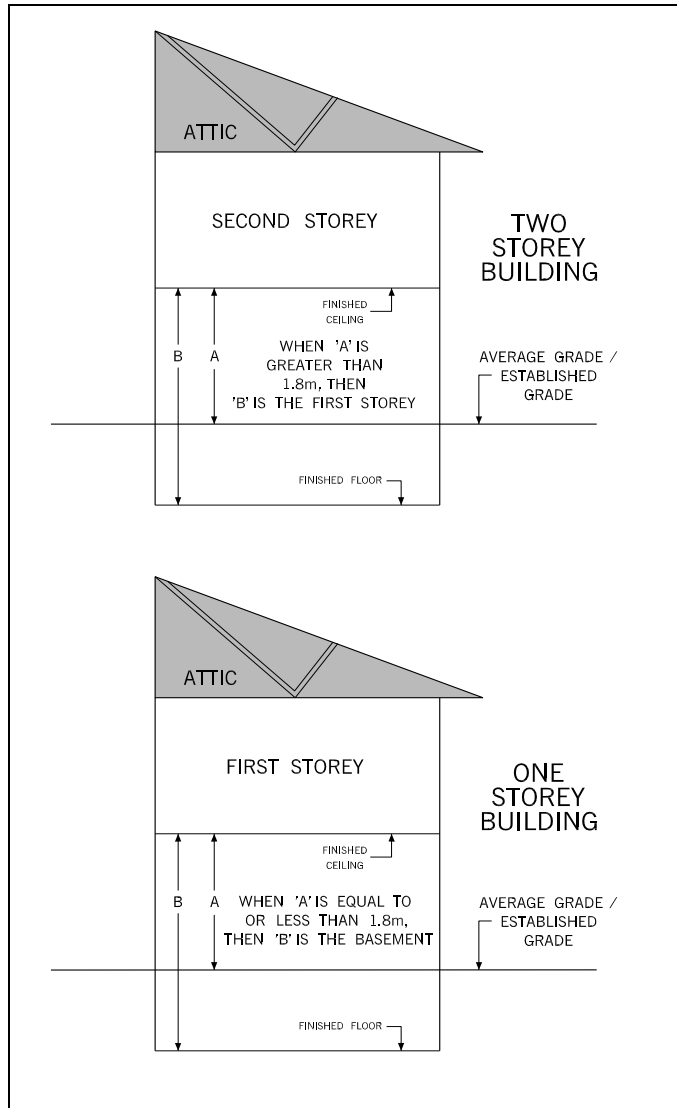 ATTIC
SECOND STOREY
TWO
STOREY
BUILDING
FINISHED
CEILING
B
A
WHEN 'A' IS
GREATER THAN
1.8m, THEN
'B' IS THE FIRST STOREY
AVERAGE GRADE /
ESTABLISHED
GRADE
FINISHED FLOOR
ATTIC
FIRST STOREY
ONE
STOREY
BUILDING
FINISHED
CEILING
B
A
WHEN 'A' IS EQUAL TO
OR LESS THAN 1.8m,
THEN 'B' IS THE BASEMENT
AVERAGE GRADE /
ESTABLISHED
GRADE
FINISHED FLOOR